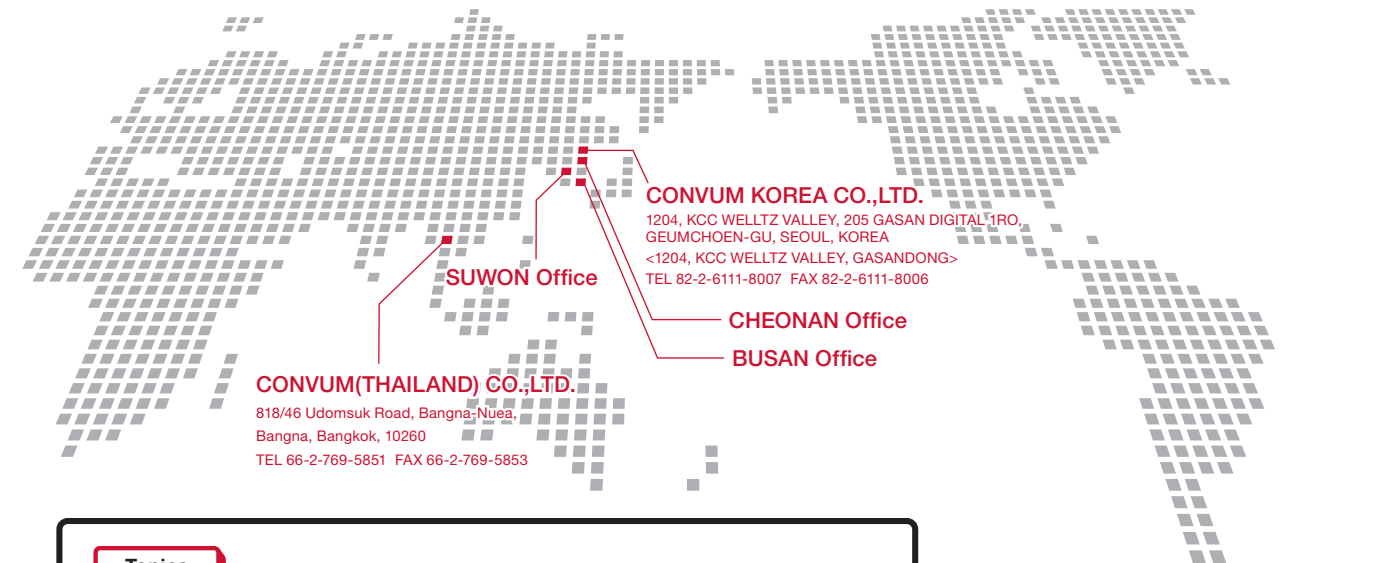 CONVUM KOREA CO.,LTD.
1204, KCC WELLTZ VALLEY, 205 GASAN DIGITAL 1RO,
GEUMCHOEN-GU, SEOUL, KOREA
<1204, KCC WELLTZ VALLEY, GASANDONG>
TEL 82-2-6111-8007 FAX 82-2-6111-8006
SUWON Office
CHEONAN Office
BUSAN Office
CONVUM(THAILAND) CO.,LTD.
818/46 Udomsuk Road, Bangna-Nuea,
Bangna, Bangkok, 10260
TEL 66-2-769-5851 FAX 66-2-769-5853
Topics